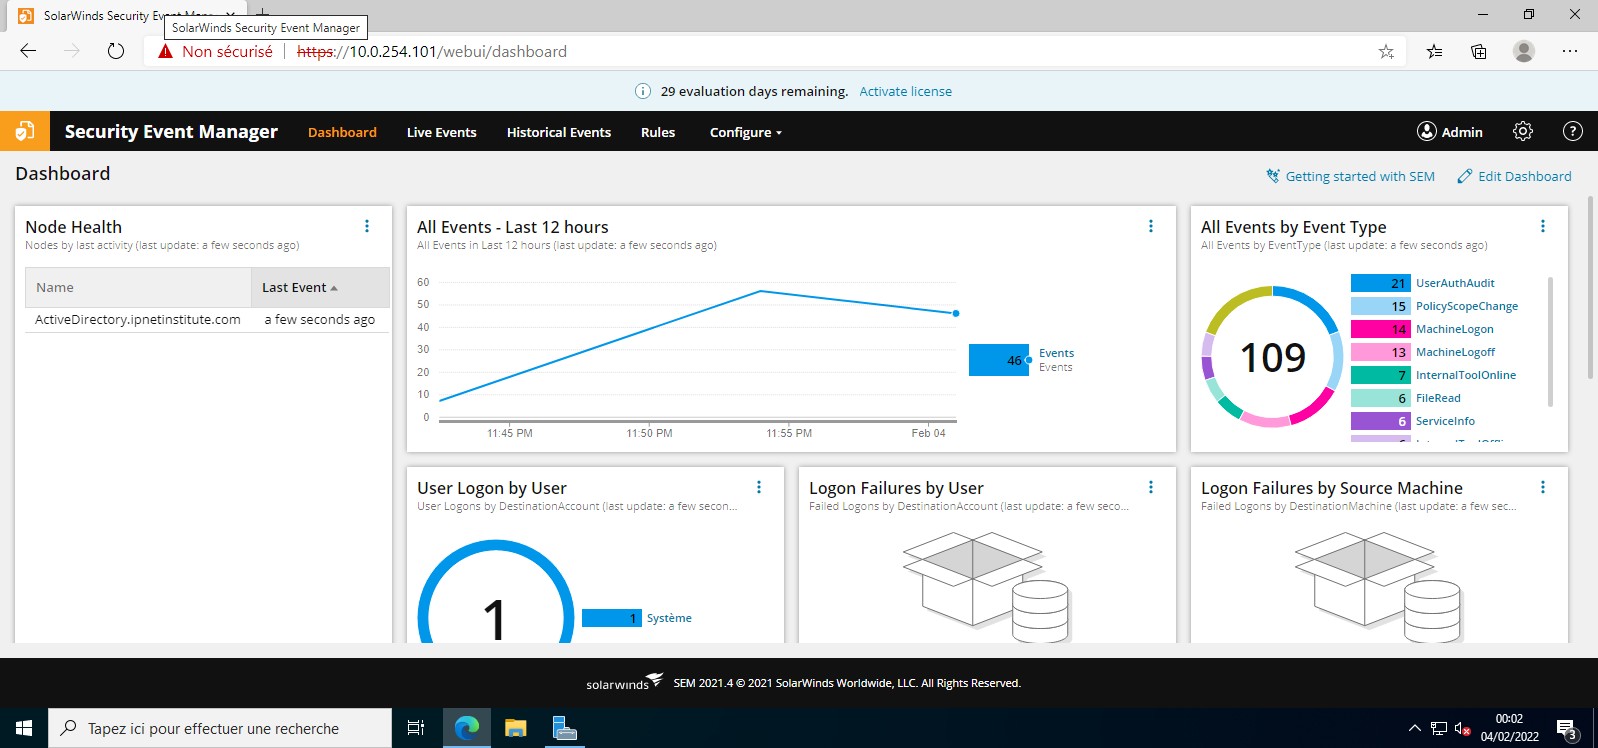 SolarWinds Security Event Mana
SolarWinds Security Event Manager
Non sécurisé
https://10.0.254.101/webui/dashboard
29 evaluation days remaining. Activate license
Security Event Manager
Dashboard
Live Events
Historical Events
Rules
Configure
Admin
?
Dashboard
Getting started with SEM
Edit Dashboard
Node Health
Nodes by last activity (last update: a few seconds ago)
Name
Last Event
ActiveDirectory.ipnetinstitute.com
a few seconds ago
All Events - Last 12 hours
All Events in Last 12 hours (last update: a few seconds ago)
60
50
40
30
20
10
0
11:45 PM
11:50 PM
11:55 PM
Feb 04
46
Events
Events
All Events by Event Type
All Events by EventType (last update: a few seconds ago)
109
21 UserAuthAudit
15 PolicyScopeChange
14 MachineLogon
13 MachineLogoff
7 InternalToolOnline
6 FileRead
6 ServiceInfo
User Logon by User
User Logons by DestinationAccount (last update: a few secon...
1
1 Système
Logon Failures by User
Failed Logons by DestinationAccount (last update: a few seco...
Logon Failures by Source Machine
Failed Logons by DestinationMachine (last update: a few sec...
solarwinds
SEM 2021.4 © 2021 SolarWinds Worldwide, LLC. All Rights Reserved.
Tapez ici pour effectuer une recherche
00:02
04/02/2022
3